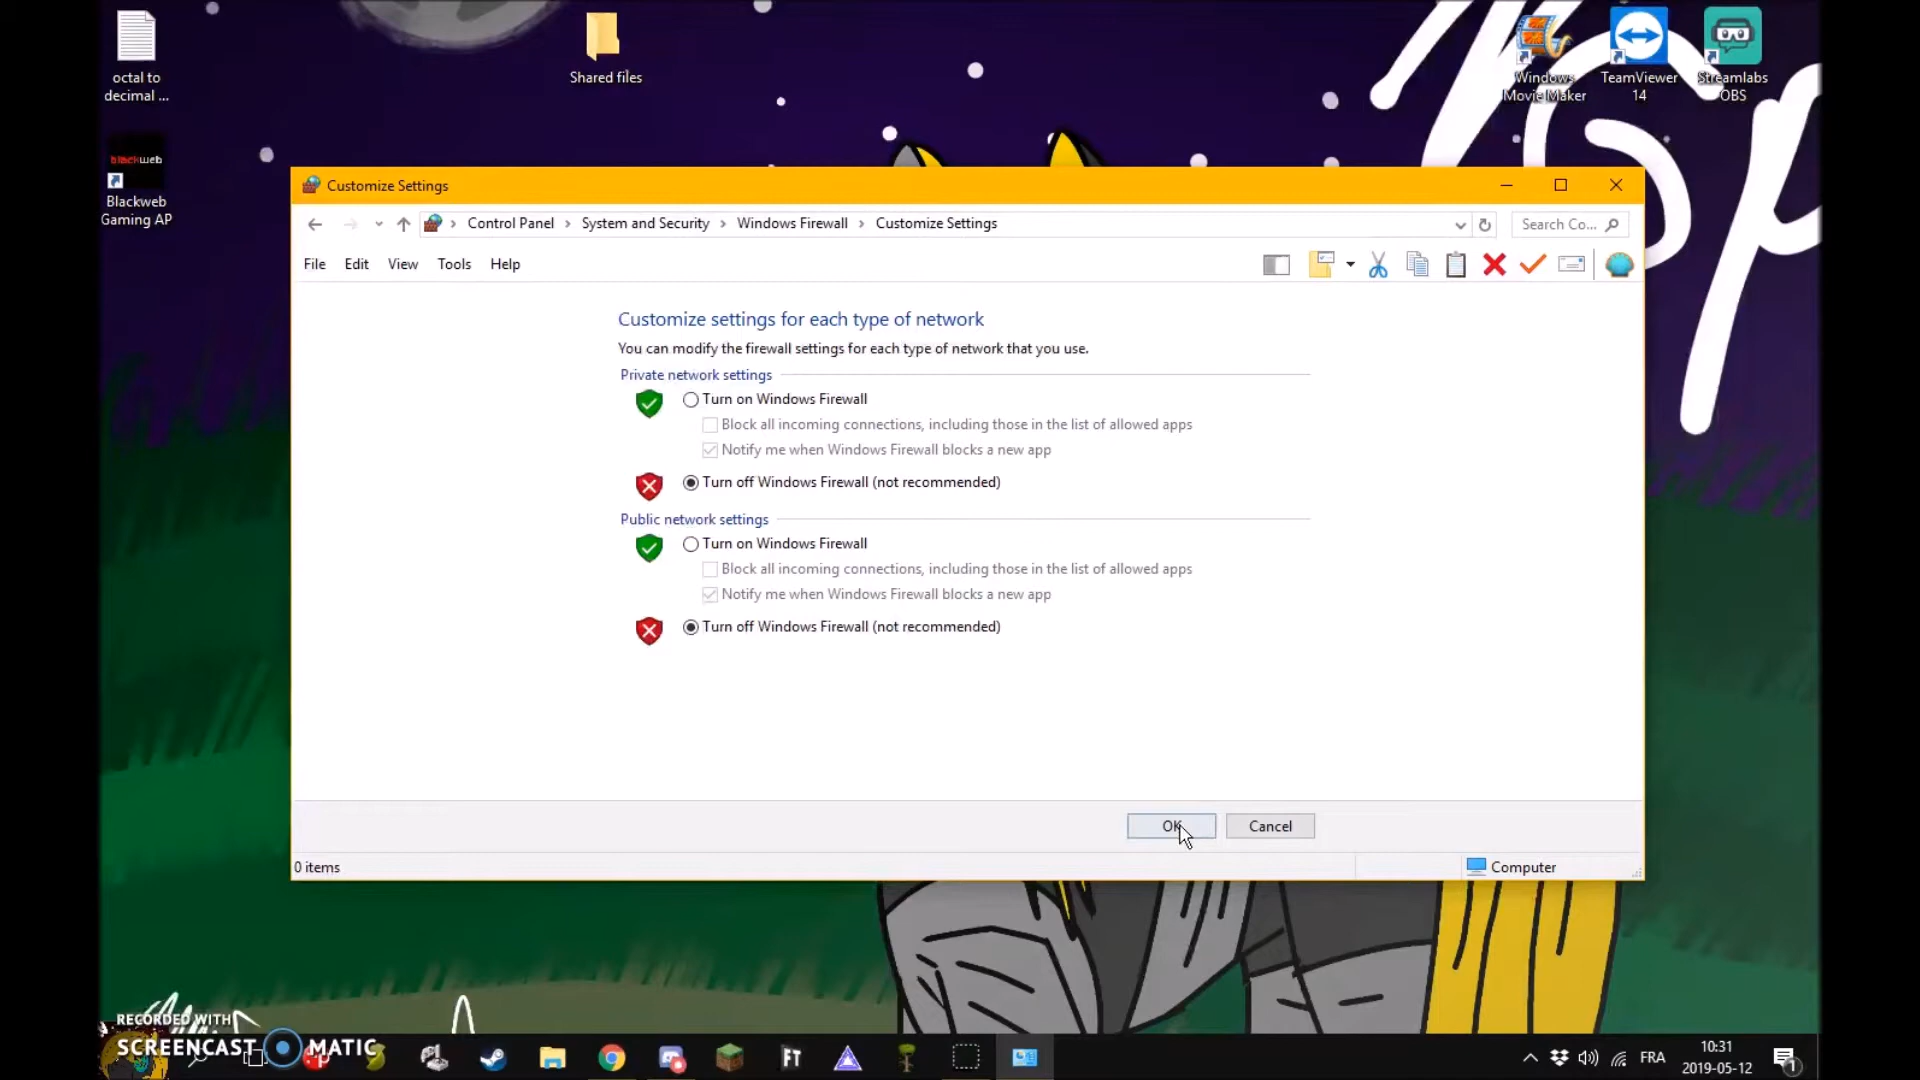 octal to
decimal ...
Shared files
Windows
Movie Maker
TeamViewer
14
Streamlabs
OBS
blackweb
Blackweb
Gaming AP
Customize Settings
Control Panel > System and Security > Windows Firewall > Customize Settings
Search Co...
File Edit View Tools Help
Customize settings for each type of network
You can modify the firewall settings for each type of network that you use.
Private network settings
Turn on Windows Firewall
Block all incoming connections, including those in the list of allowed apps
Notify me when Windows Firewall blocks a new app
Turn off Windows Firewall (not recommended)
Public network settings
Turn on Windows Firewall
Block all incoming connections, including those in the list of allowed apps
Notify me when Windows Firewall blocks a new app
Turn off Windows Firewall (not recommended)
OK Cancel
0 items
Computer
RECORDED WITH
SCREENCAST MATIC
FT
FRA
10:31
2019-05-12
1